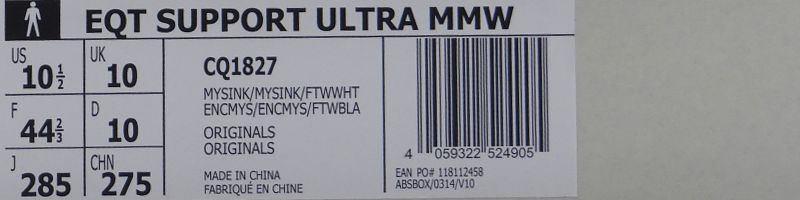 EQT SUPPORT ULTRA MMW
US 10½ UK 10
F 44⅔ D 10
J 285 CHN 275
CQ1827
MYSINK/MYSINK/FTWWHT
ENCMYS/ENCMYS/FTWBLA
ORIGINALS
ORIGINALS
MADE IN CHINA
FABRIQUÉ EN CHINE
4 059322 524905
EAN PO# 118112458
ABSBOX/0314/V10